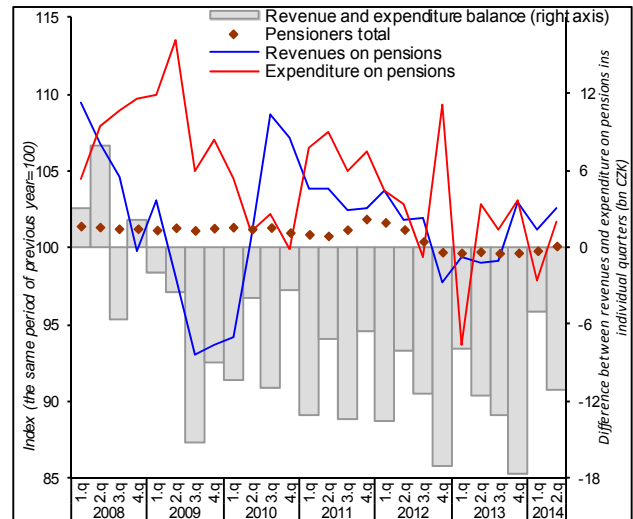 Revenue and expenditure balance (right axis)
Pensioners total
Revenues on pensions
Expenditure on pensions
115
110
105
100
95
90
85
Index (the same period of previous year=100)
12
6
0
-6
-12
-18
Difference between revenues and expenditure on pensions ins
individual quarters (bn CZK)
1.q 2.q 3.q 4.q 1.q 2.q 3.q 4.q 1.q 2.q 3.q 4.q 1.q 2.q 3.q 4.q 1.q 2.q 3.q 4.q 1.q 2.q 3.q 4.q 1.q 2.q
2008 2009 2010 2011 2012 2013 2014